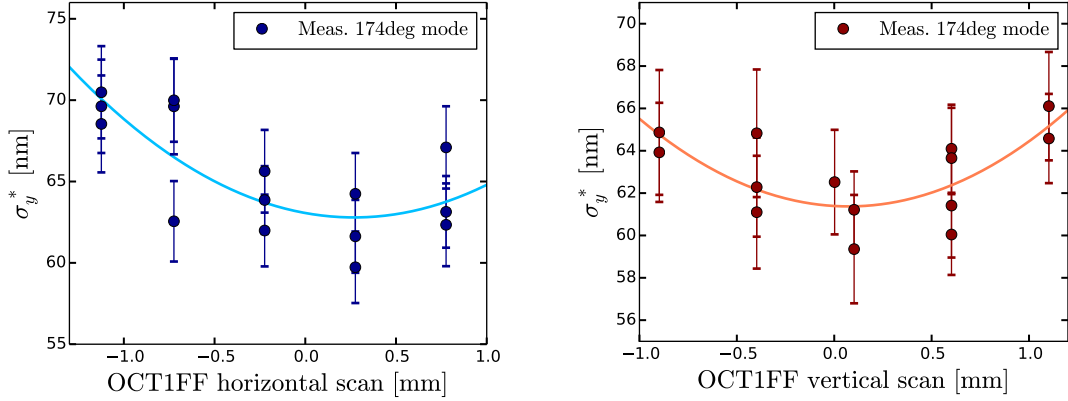 75
70
65
60
55
σy* [nm]
Meas. 174deg mode
−1.0 −0.5 0.0 0.5 1.0
OCT1FF horizontal scan [mm]
70
68
66
64
62
60
58
56
σy* [nm]
Meas. 174deg mode
−1.0 −0.5 0.0 0.5 1.0
OCT1FF vertical scan [mm]